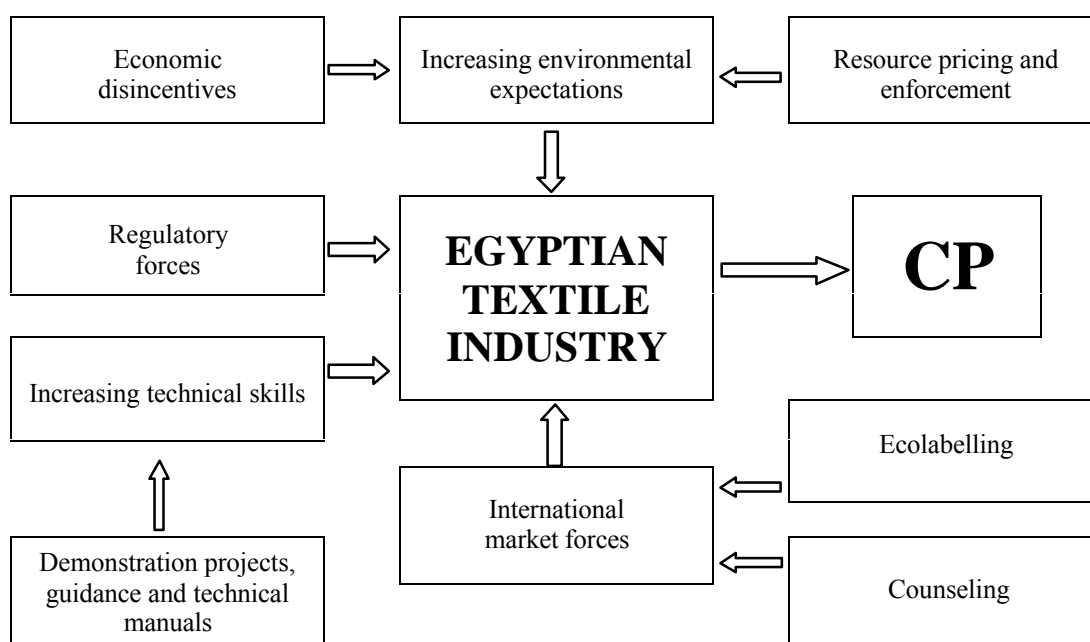 Economic
disincentives
Increasing environmental
expectations
Resource pricing and
enforcement
Regulatory
forces
EGYPTIAN
TEXTILE
INDUSTRY
CP
Increasing technical skills
Ecolabelling
International
market forces
Demonstration projects,
guidance and technical
manuals
Counseling